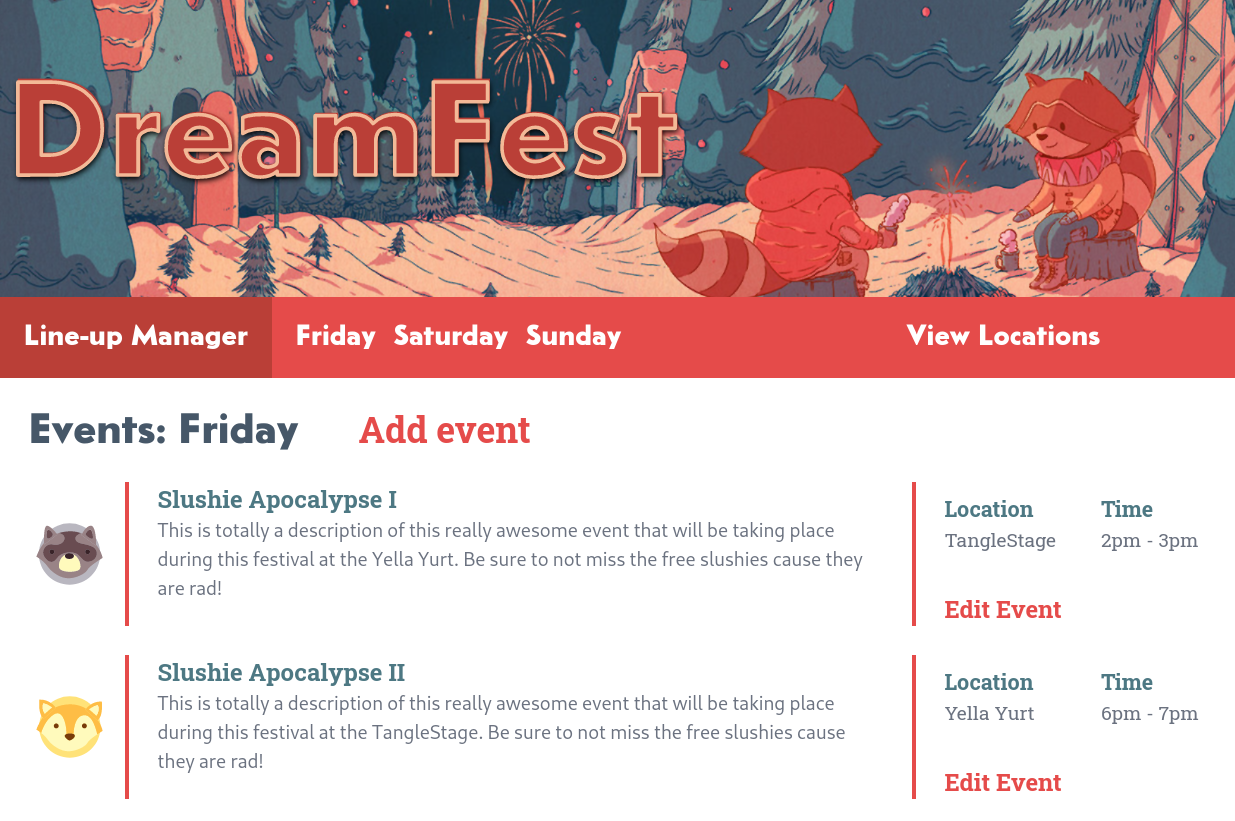 DreamFest
Line-up Manager Friday Saturday Sunday View Locations
Events: Friday Add event
Slushie Apocalypse I
This is totally a description of this really awesome event that will be taking place
during this festival at the Yella Yurt. Be sure to not miss the free slushies cause they
are rad!
Location Time
TangleStage 2pm - 3pm
Edit Event
Slushie Apocalypse II
This is totally a description of this really awesome event that will be taking place
during this festival at the TangleStage. Be sure to not miss the free slushies cause
they are rad!
Location Time
Yella Yurt 6pm - 7pm
Edit Event